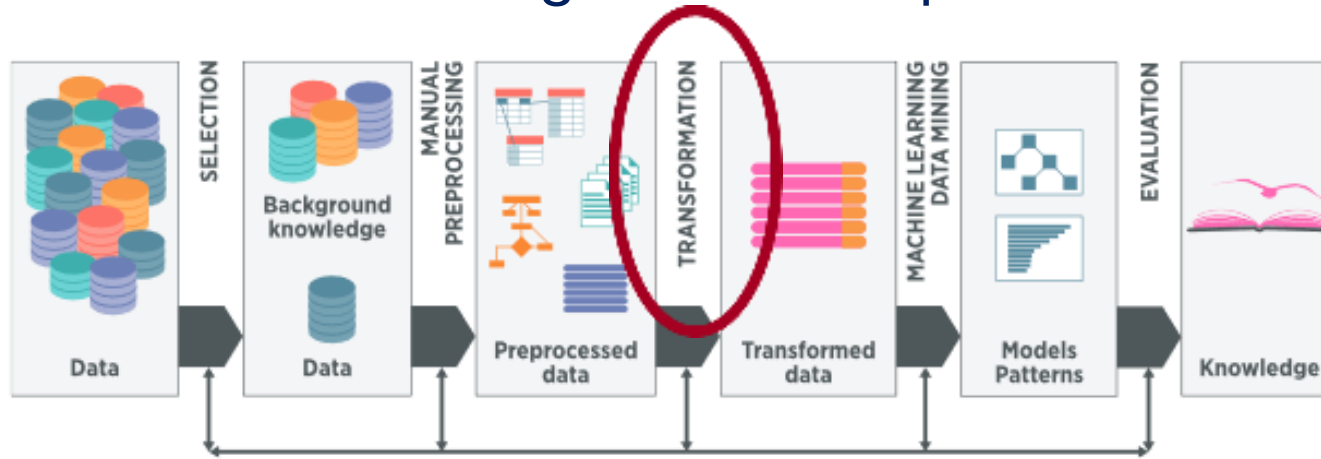 Data
SELECTION
Background
knowledge
Data
MANUAL
PREPROCESSING
Preprocessed
data
TRANSFORMATION
Transformed
data
MACHINE LEARNING
DATA MINING
Models
Patterns
EVALUATION
Knowledge